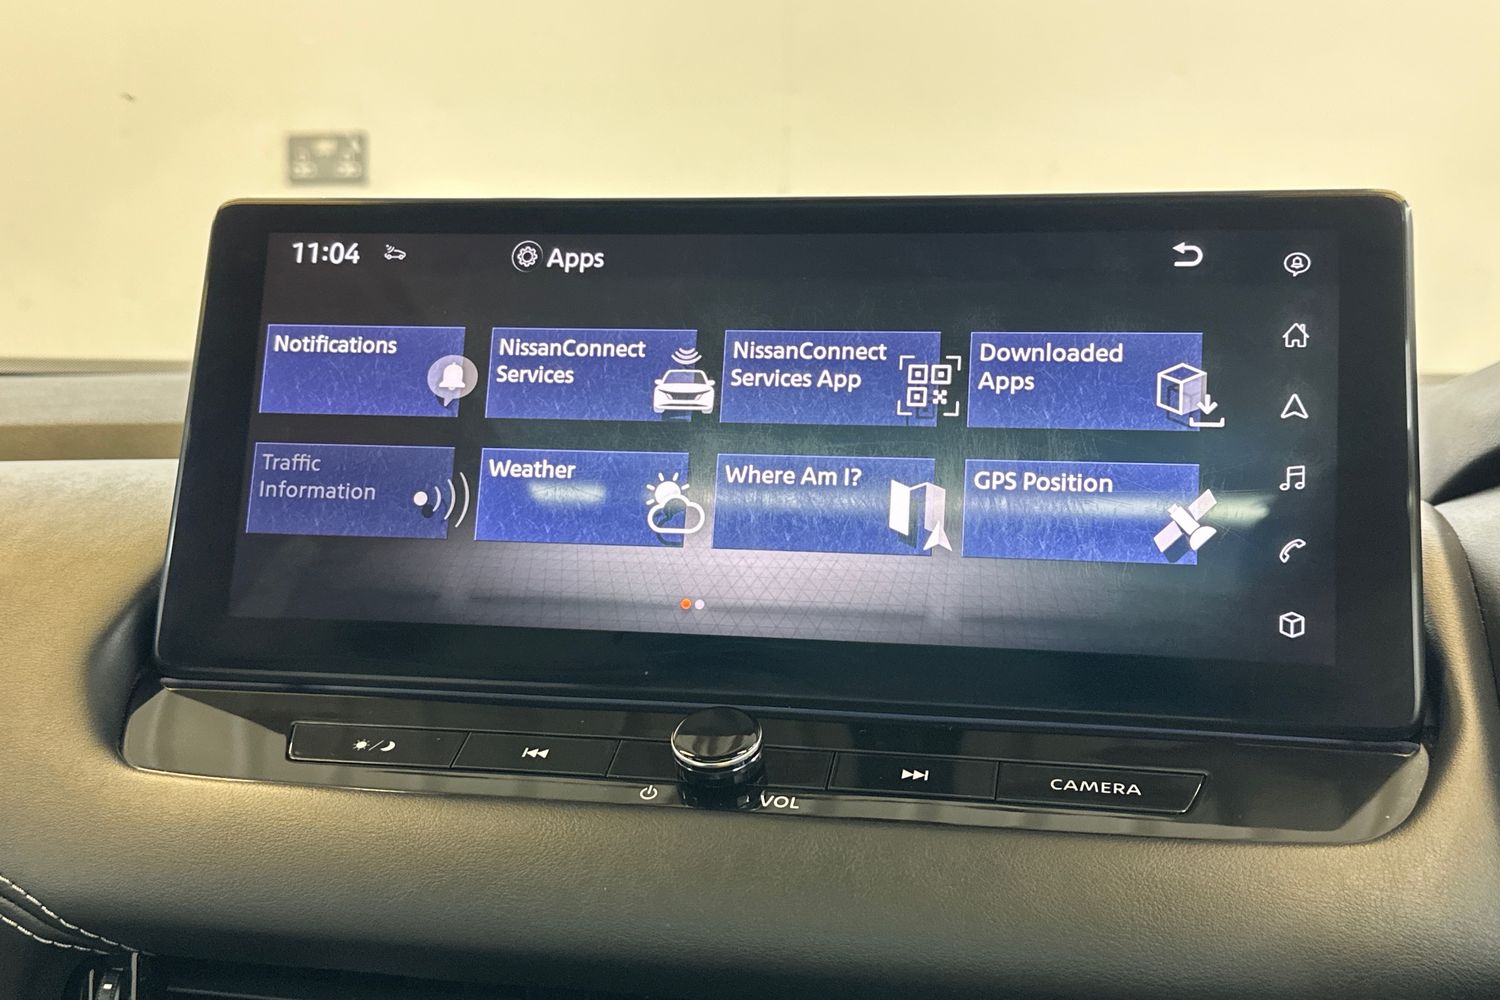 11:04
Apps
Notifications
NissanConnect
Services
NissanConnect
Services App
Downloaded
Apps
Traffic
Information
Weather
Where Am I?
GPS Position
VOL
CAMERA